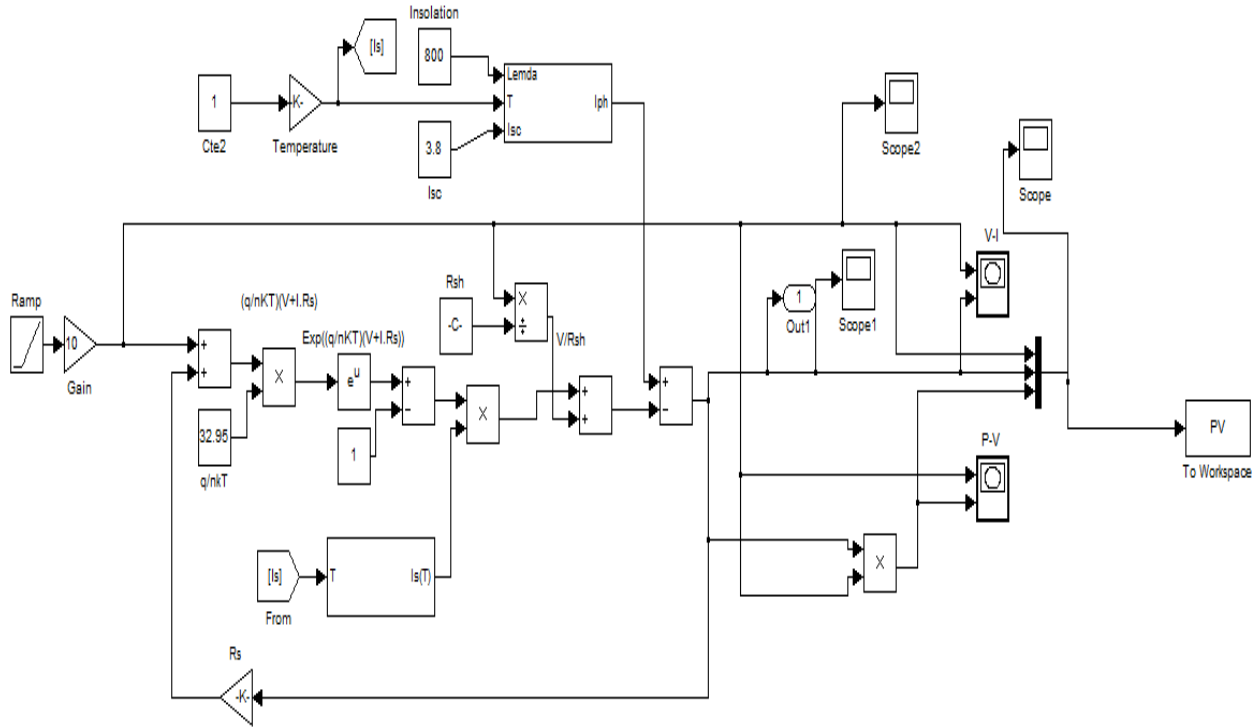 Insolation
[Is]
800
Lemda
T
Isc
Iph
1
Cte2
-K-
Temperature
3.8
Isc
Scope2
Scope
V-I
Ramp
10
Gain
(q/nKT)(V+I.Rs)
Rsh
-C-
×
÷
V/Rsh
1
Out1
Scope1
Exp((q/nKT)(V+I.Rs))
+
+
×
e^u
+
−
×
+
+
+
−
32.95
q/nkT
1
P-V
PV
To Workspace
[Is]
From
T
Is(T)
×
Rs
-K-